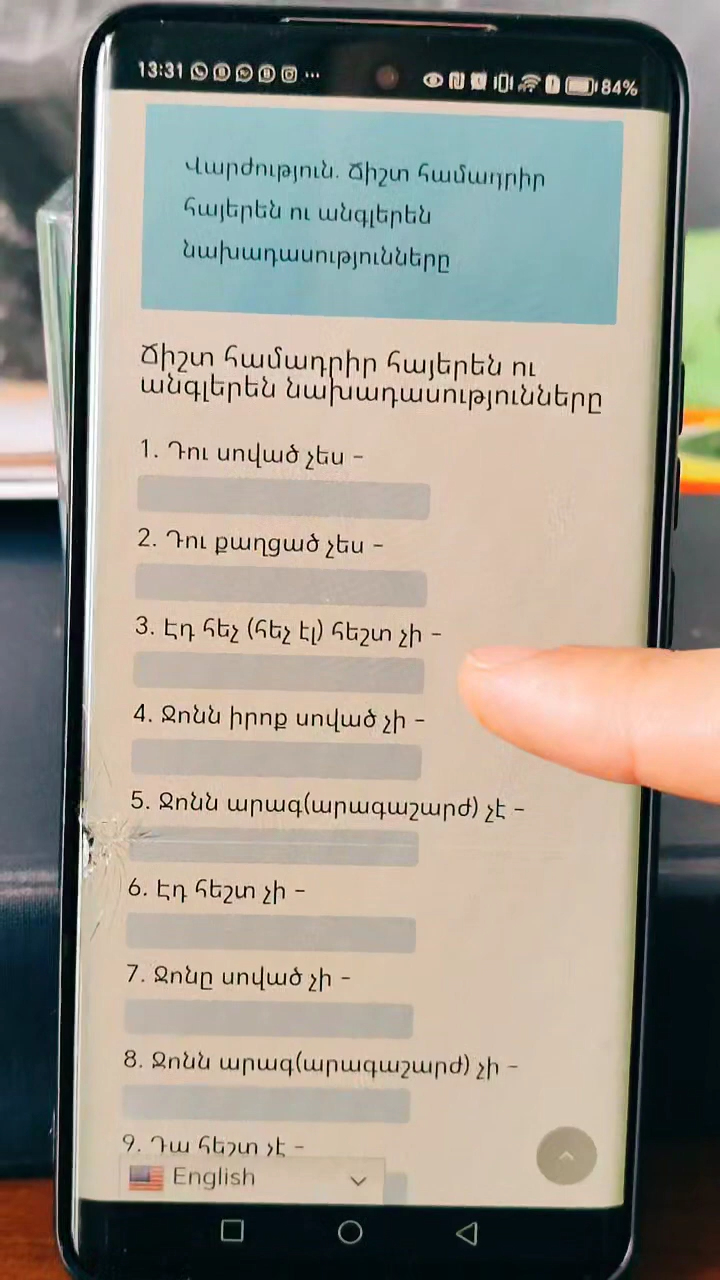 13:31 ... 84%
Վարժություն. Ճիշտ համադրիր
հայերեն ու անգլերեն
նախադասությունները
Ճիշտ համադրիր հայերեն ու
անգլերեն նախադասությունները
1. Դու սոված չես -
2. Դու քաղցած չես -
3. Էդ հեչ (հեչ էլ) հեշտ չի -
4. Ջոնն իրոք սոված չի -
5. Ջոնն արագ(արագաշարժ) չէ -
6. Էդ հեշտ չի -
7. Ջոնը սոված չի -
8. Ջոնն արագ(արագաշարժ) չի -
9. Դա հեշտ չէ -
English